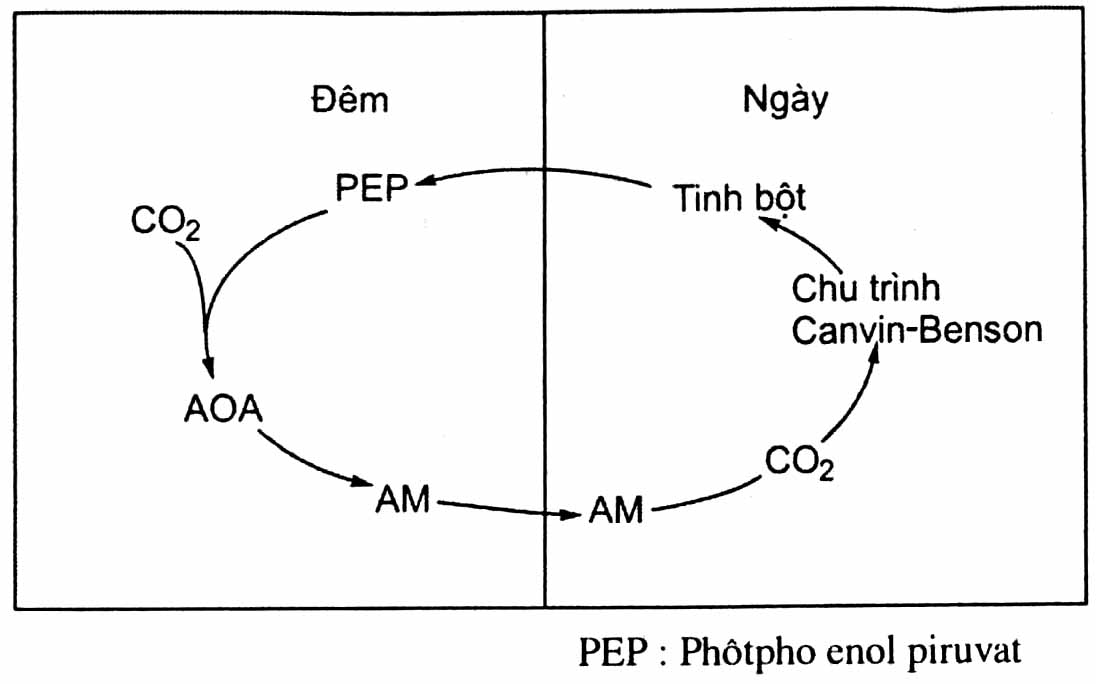 Đêm
Ngày
PEP
Tinh bột
CO₂
Chu trình
Canvin-Benson
AOA
CO₂
AM
AM
PEP : Phôtpho enol piruvat